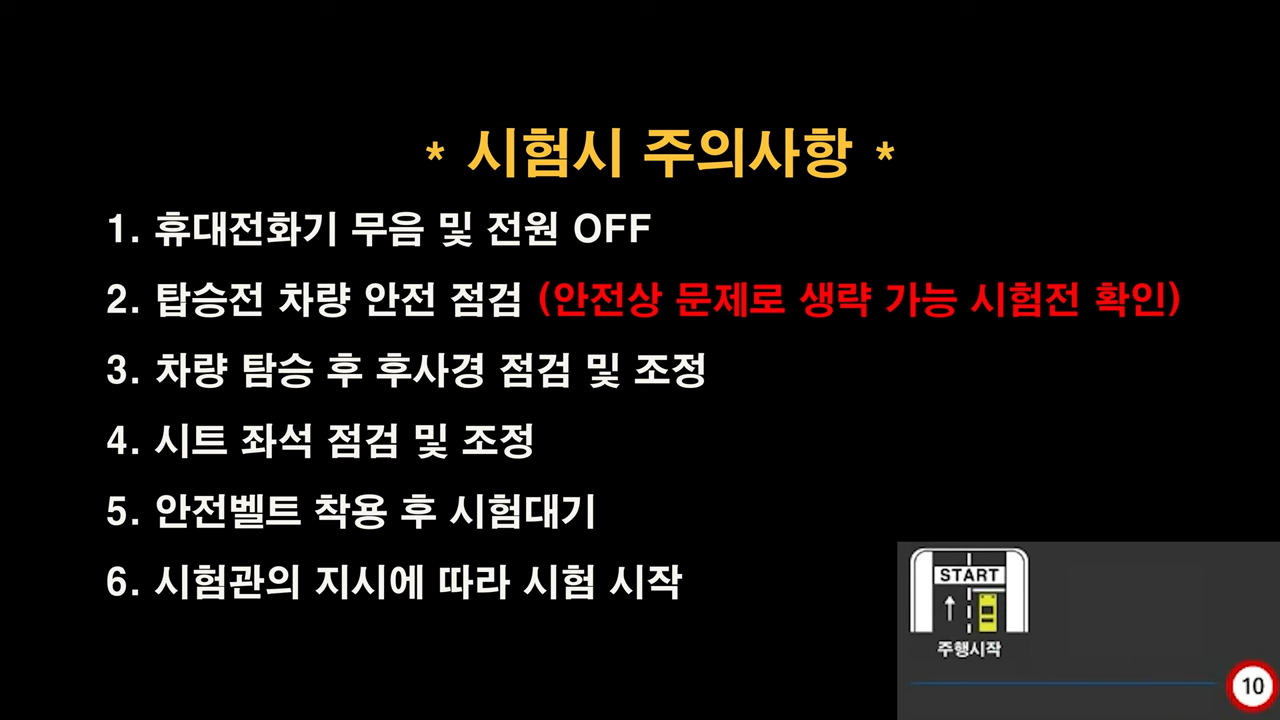 * 시험시 주의사항 *
1. 휴대전화기 무음 및 전원 OFF
2. 탑승전 차량 안전 점검 (안전상 문제로 생략 가능 시험전 확인)
3. 차량 탐승 후 후사경 점검 및 조정
4. 시트 좌석 점검 및 조정
5. 안전벨트 착용 후 시험대기
6. 시험관의 지시에 따라 시험 시작
START
주행시작
10